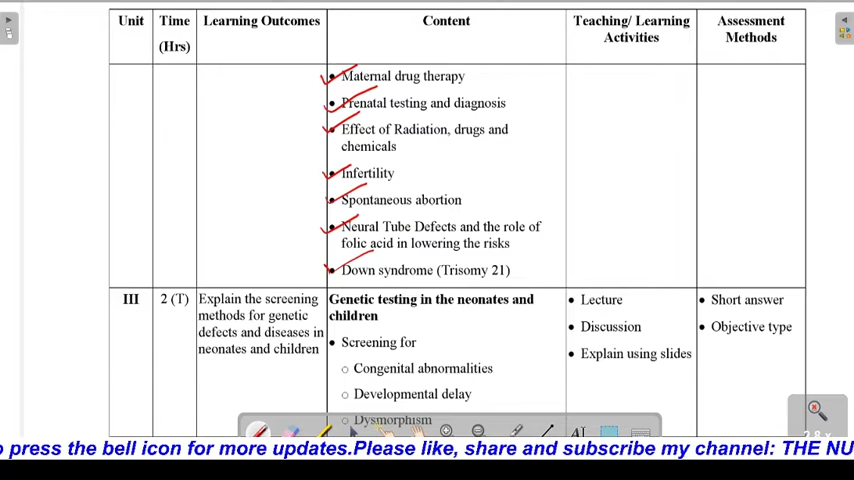 Unit
Time
(Hrs)
Learning Outcomes
Content
Teaching/ Learning
Activities
Assessment
Methods
Maternal drug therapy
Prenatal testing and diagnosis
Effect of Radiation, drugs and
chemicals
Infertility
Spontaneous abortion
Neural Tube Defects and the role of
folic acid in lowering the risks
Down syndrome (Trisomy 21)
III
2 (T)
Explain the screening
methods for genetic
defects and diseases in
neonates and children
Genetic testing in the neonates and
children
Screening for
Congenital abnormalities
Developmental delay
Dysmorphism
Lecture
Discussion
Explain using slides
Short answer
Objective type
press the bell icon for more updates.Please like, share and subscribe my channel: THE NU